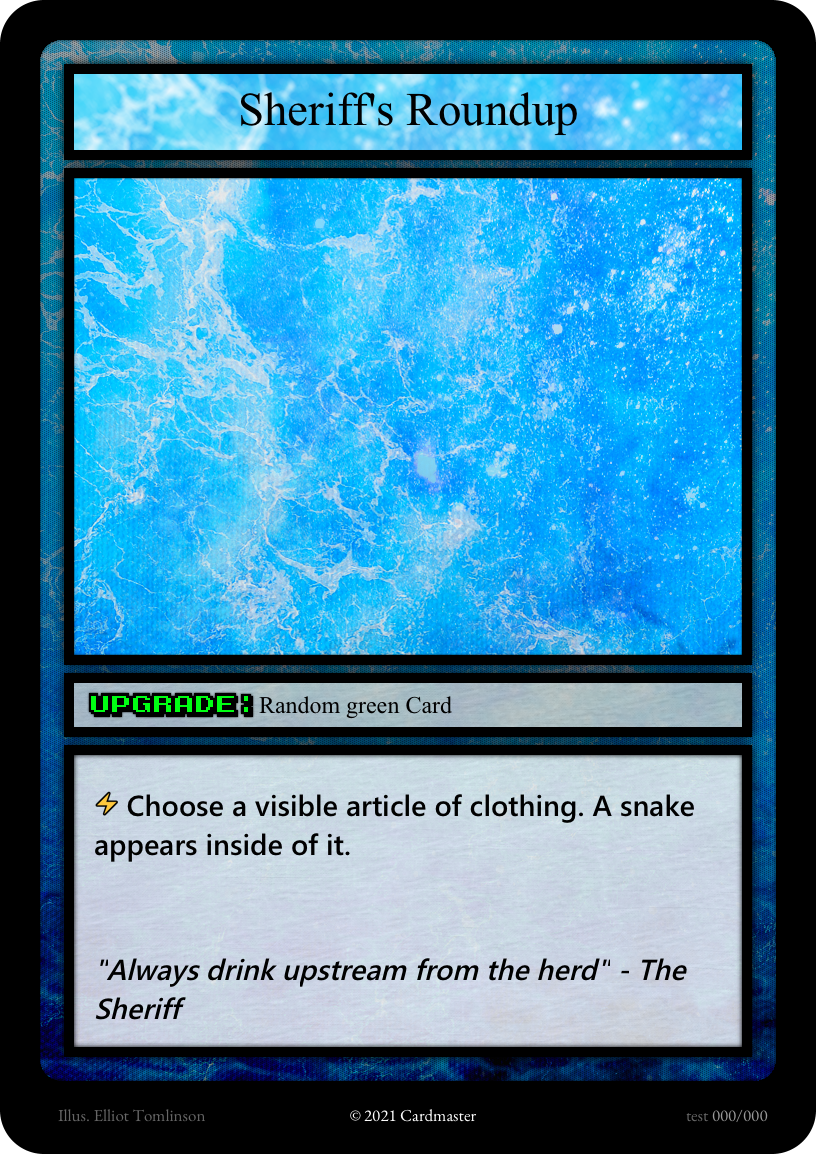 Sheriff's Roundup
UPGRADE: Random green Card
⚡ Choose a visible article of clothing. A snake
appears inside of it.
"Always drink upstream from the herd" - The
Sheriff
Illus. Elliot Tomlinson
© 2021 Cardmaster
test 000/000